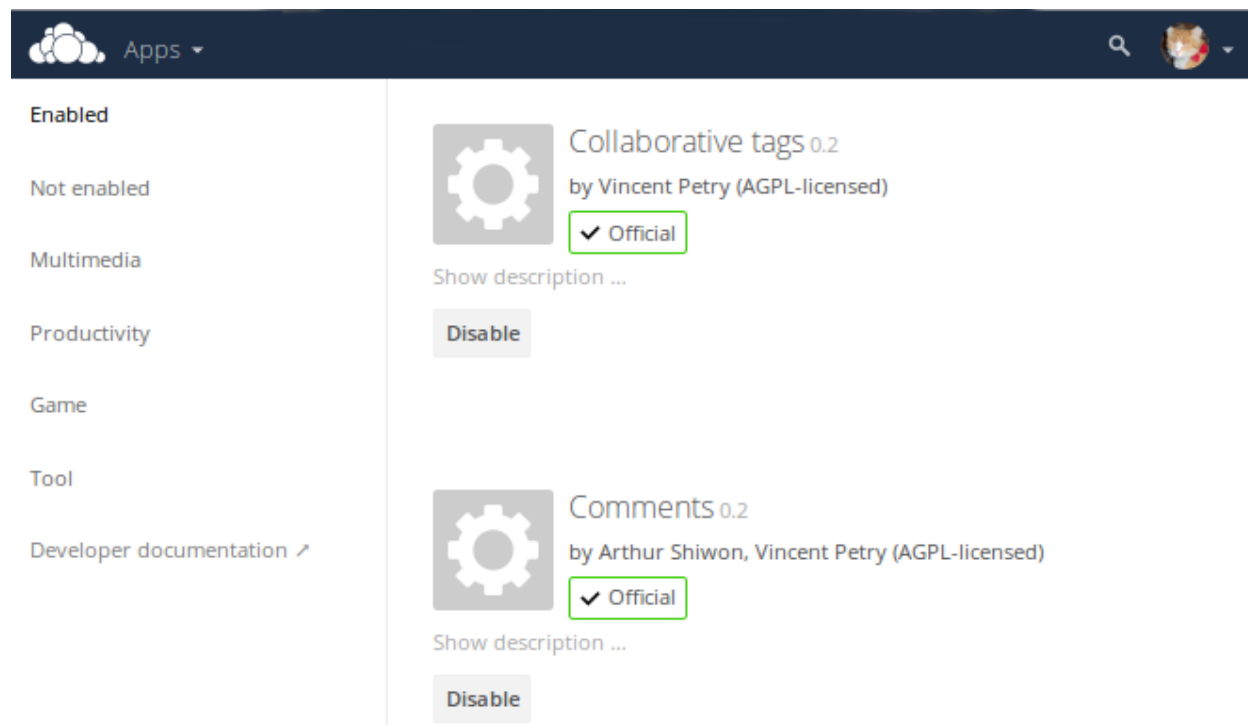 Apps
Enabled
Not enabled
Multimedia
Productivity
Game
Tool
Developer documentation ↗
Collaborative tags 0.2
by Vincent Petry (AGPL-licensed)
✓ Official
Show description ...
Disable
Comments 0.2
by Arthur Shiwon, Vincent Petry (AGPL-licensed)
✓ Official
Show description ...
Disable